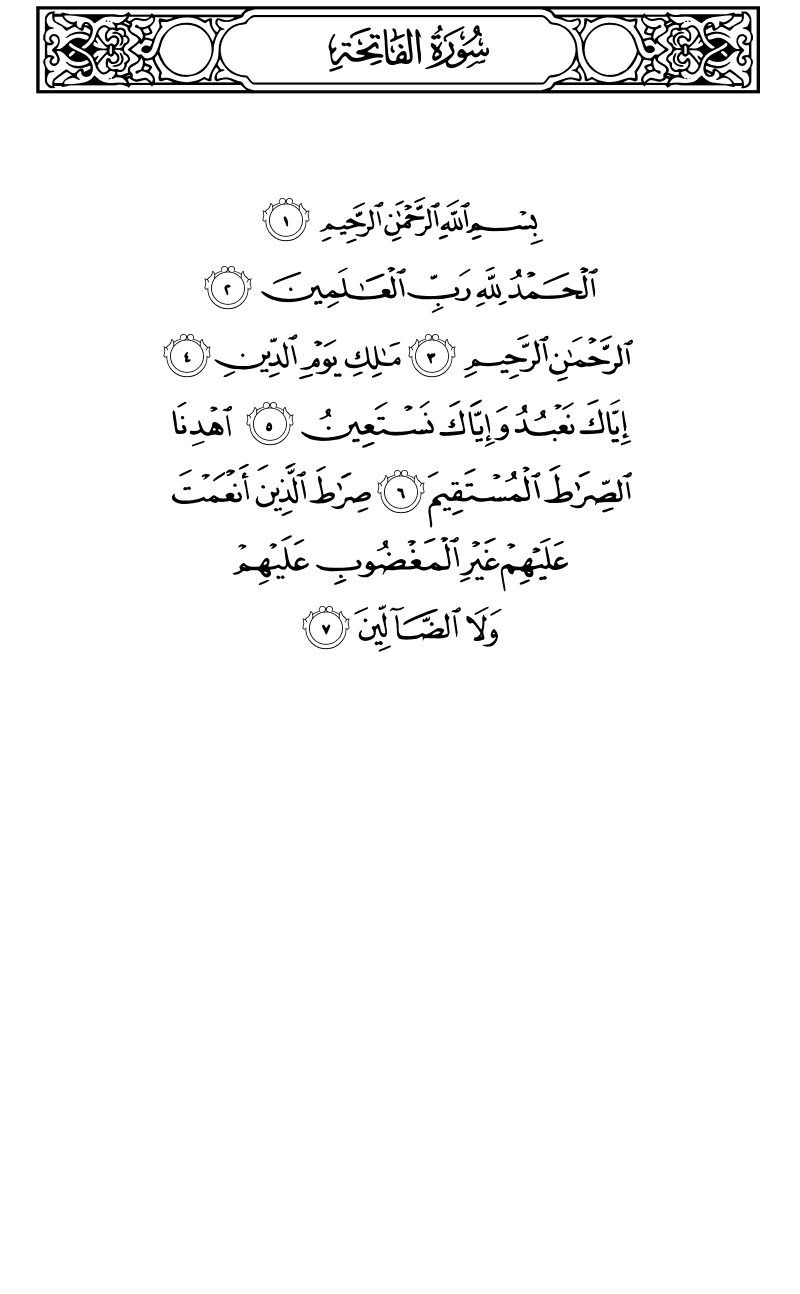 سُورَةُ الفَاتِحَةِ
بِسْمِ ٱللَّهِ ٱلرَّحْمَٰنِ ٱلرَّحِيمِ ١
ٱلْحَمْدُ لِلَّهِ رَبِّ ٱلْعَٰلَمِينَ ٢
ٱلرَّحْمَٰنِ ٱلرَّحِيمِ ٣ مَٰلِكِ يَوْمِ ٱلدِّينِ ٤
إِيَّاكَ نَعْبُدُ وَإِيَّاكَ نَسْتَعِينُ ٥ ٱهْدِنَا
ٱلصِّرَٰطَ ٱلْمُسْتَقِيمَ ٦ صِرَٰطَ ٱلَّذِينَ أَنْعَمْتَ
عَلَيْهِمْ غَيْرِ ٱلْمَغْضُوبِ عَلَيْهِمْ
وَلَا ٱلضَّآلِّينَ ٧